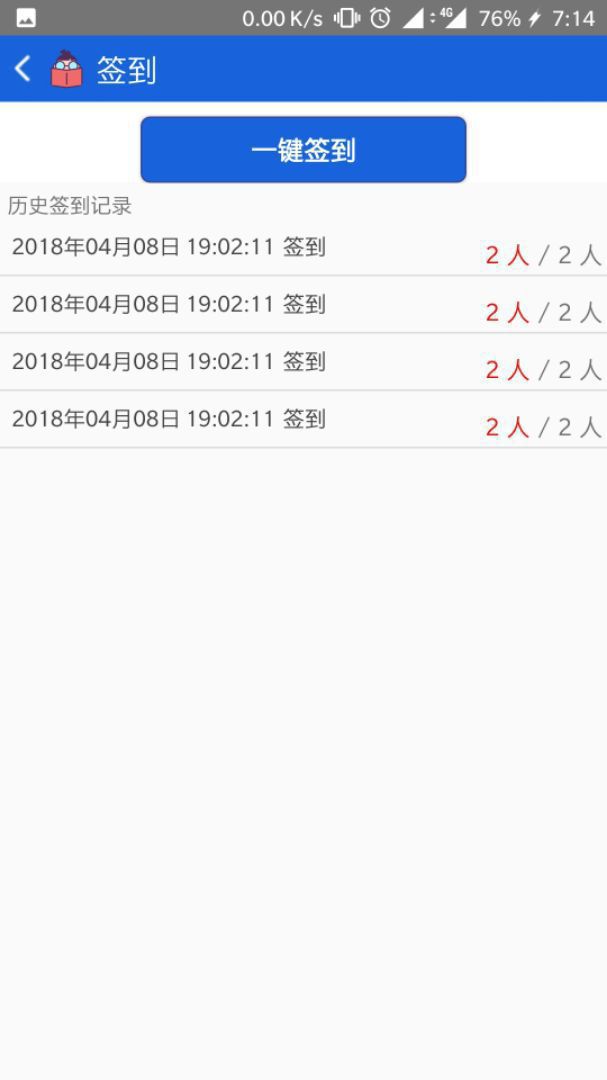 0.00 K/s 4G 76% 7:14
签到
一键签到
历史签到记录
2018年04月08日 19:02:11 签到 2 人 / 2 人
2018年04月08日 19:02:11 签到 2 人 / 2 人
2018年04月08日 19:02:11 签到 2 人 / 2 人
2018年04月08日 19:02:11 签到 2 人 / 2 人